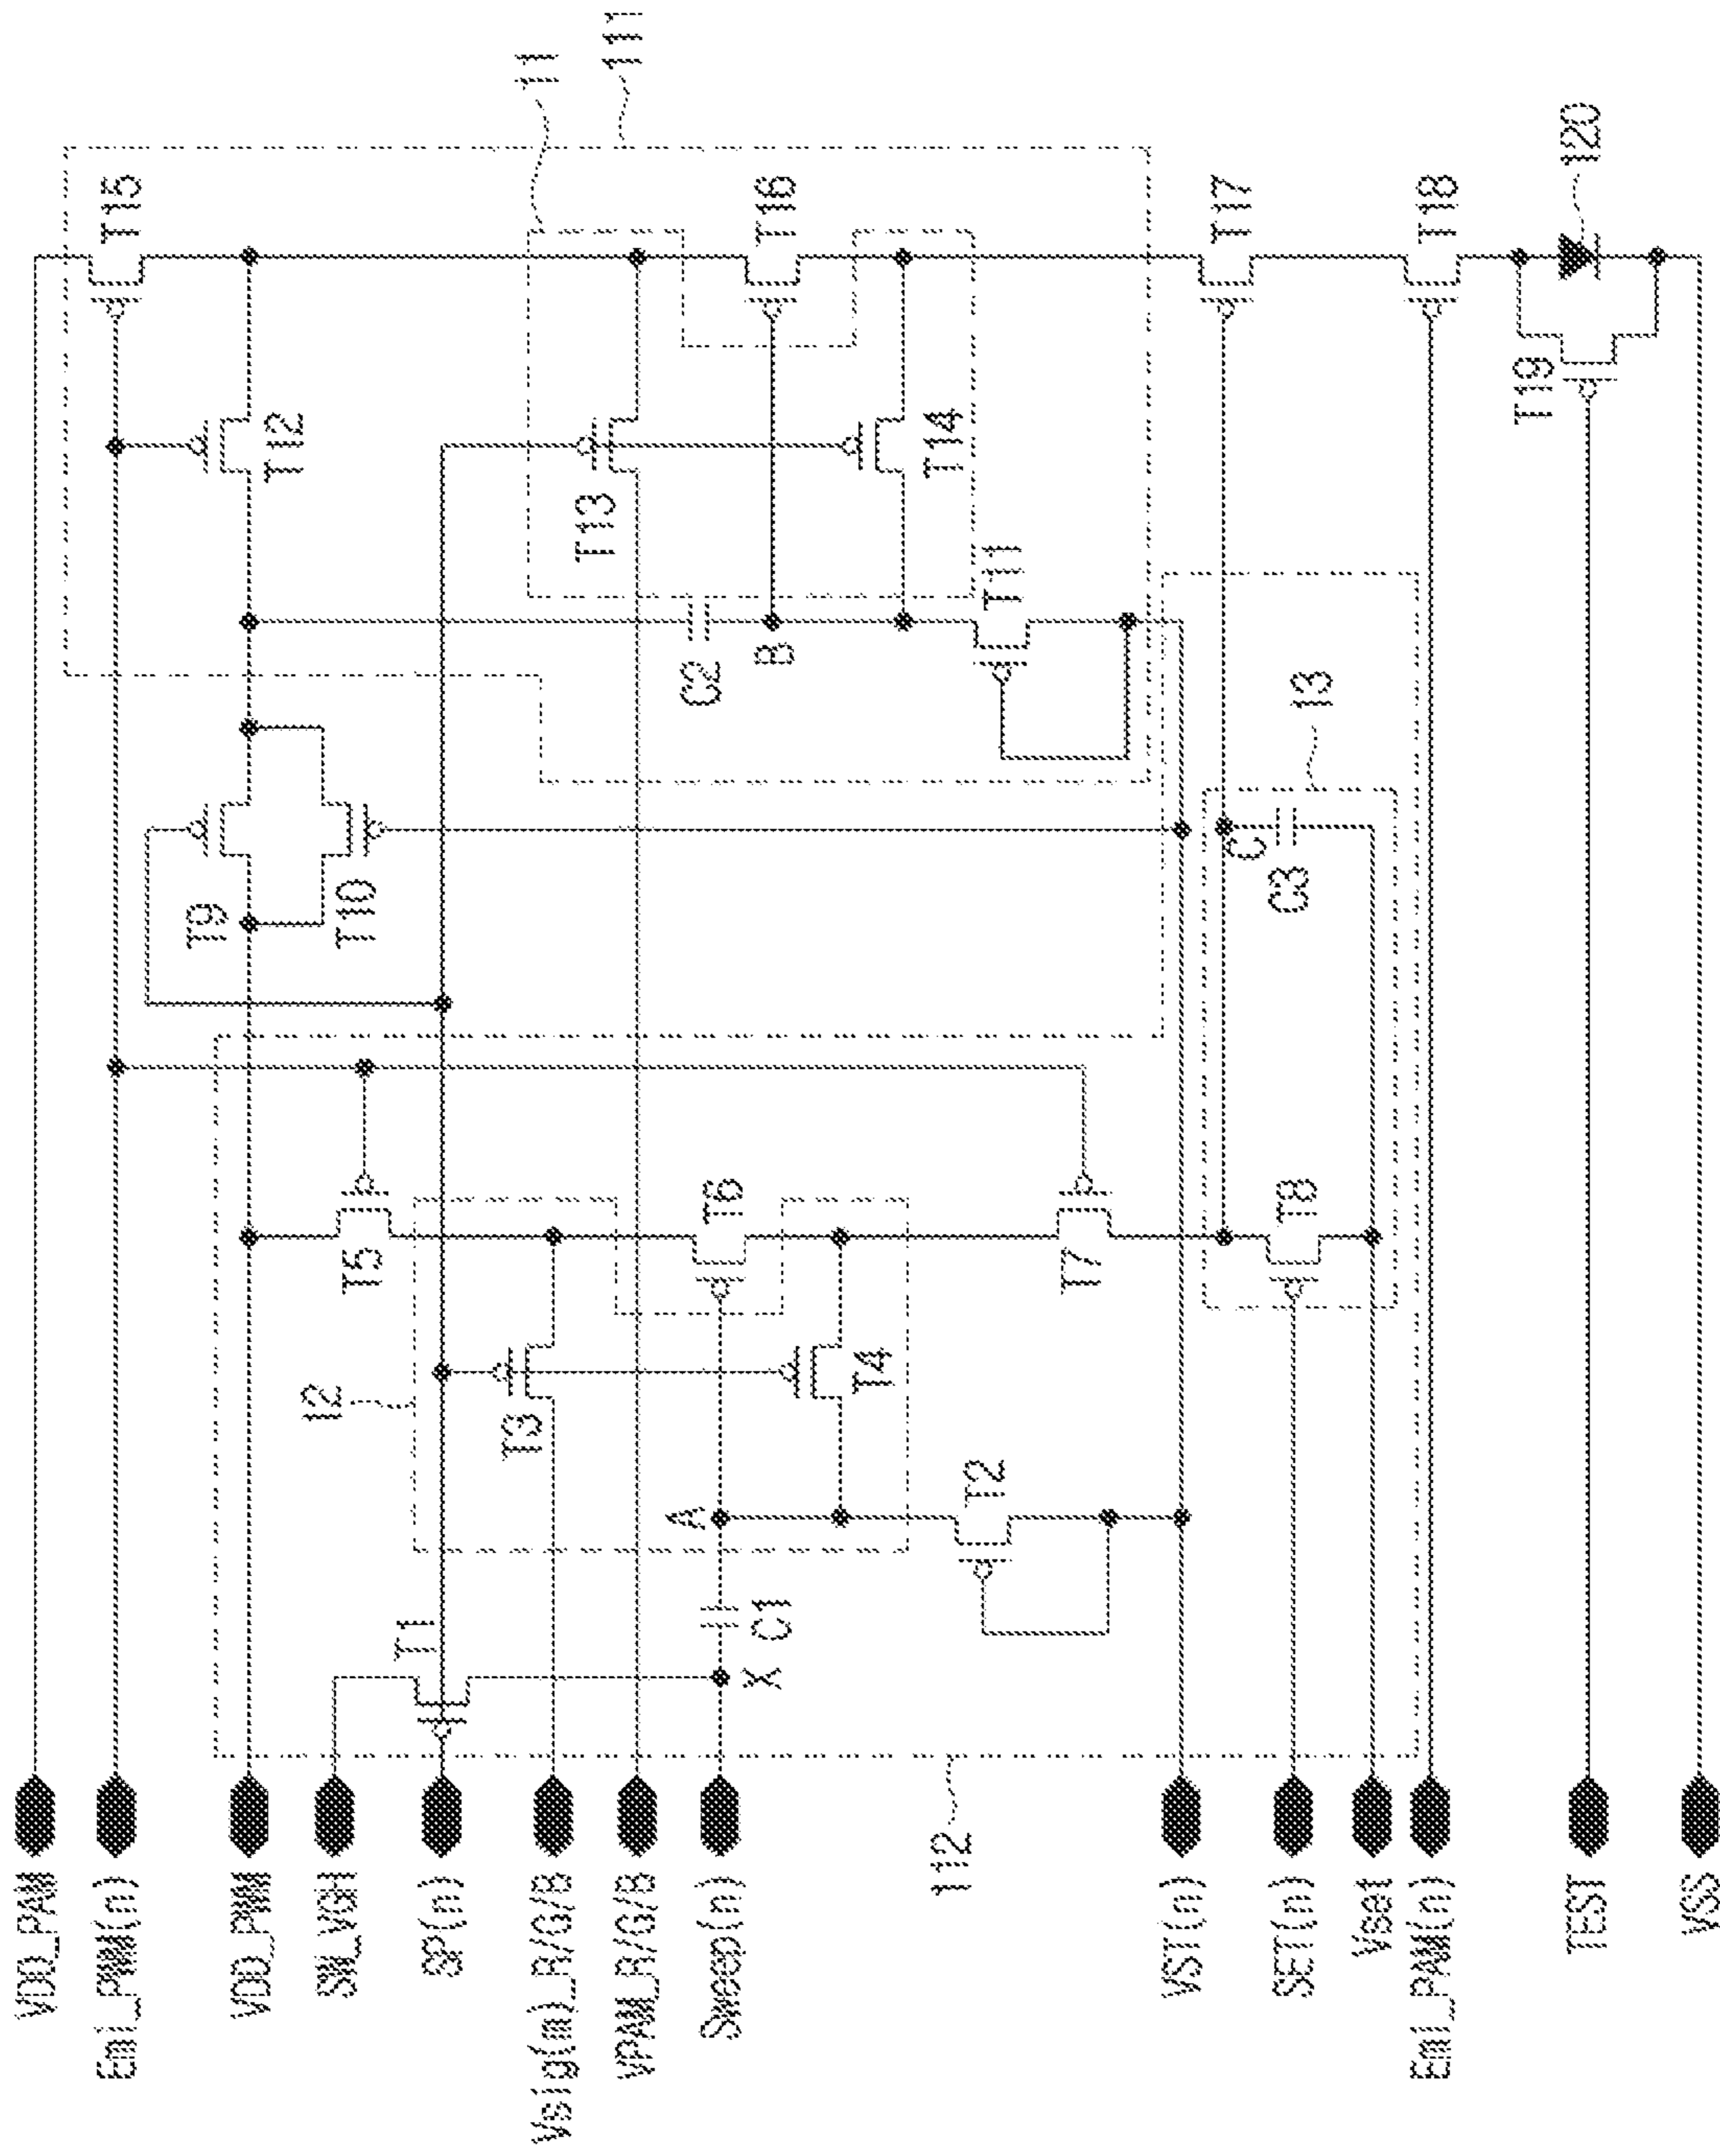 VDD_PAM
Emi_PWM(n)
VDD_PWM
SW_VGH
SP(n)
Vsig(m)_R/G/B
VPAM_R/G/B
Sweep(n)
VST(n)
SET(n)
Vset
Emi_PAM(n)
TEST
VSS
112
T1
X
C1
A
T2
12
T3
T4
T5
T6
T7
T8
T9
T10
C
C3
13
C2
B
T11
T12
T13
T14
T15
T16
T17
T18
T19
11
111
120